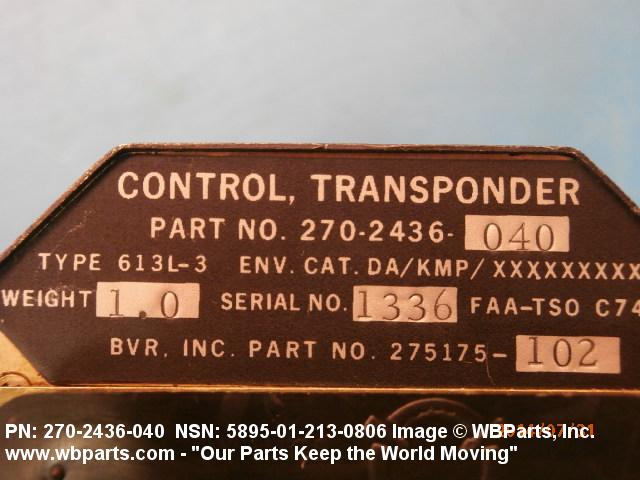 CONTROL, TRANSPONDER
PART NO. 270-2436-040
TYPE 613L-3 ENV. CAT. DA/KMP/XXXXXXXXX
WEIGHT 1.0 SERIAL NO. 1336 FAA-TSO C74
BVR, INC. PART NO. 275175-102
PN: 270-2436-040 NSN: 5895-01-213-0806 Image © WBParts, Inc.
www.wbparts.com - "Our Parts Keep the World Moving"